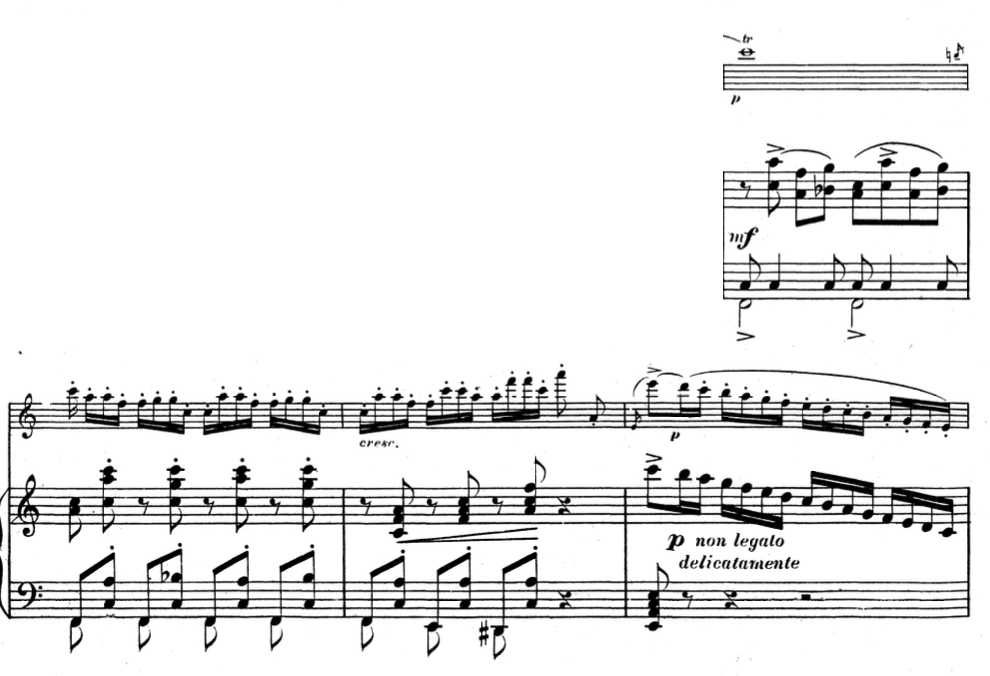 tr
p
mf
cresc.
p
p non legato
delicatamente